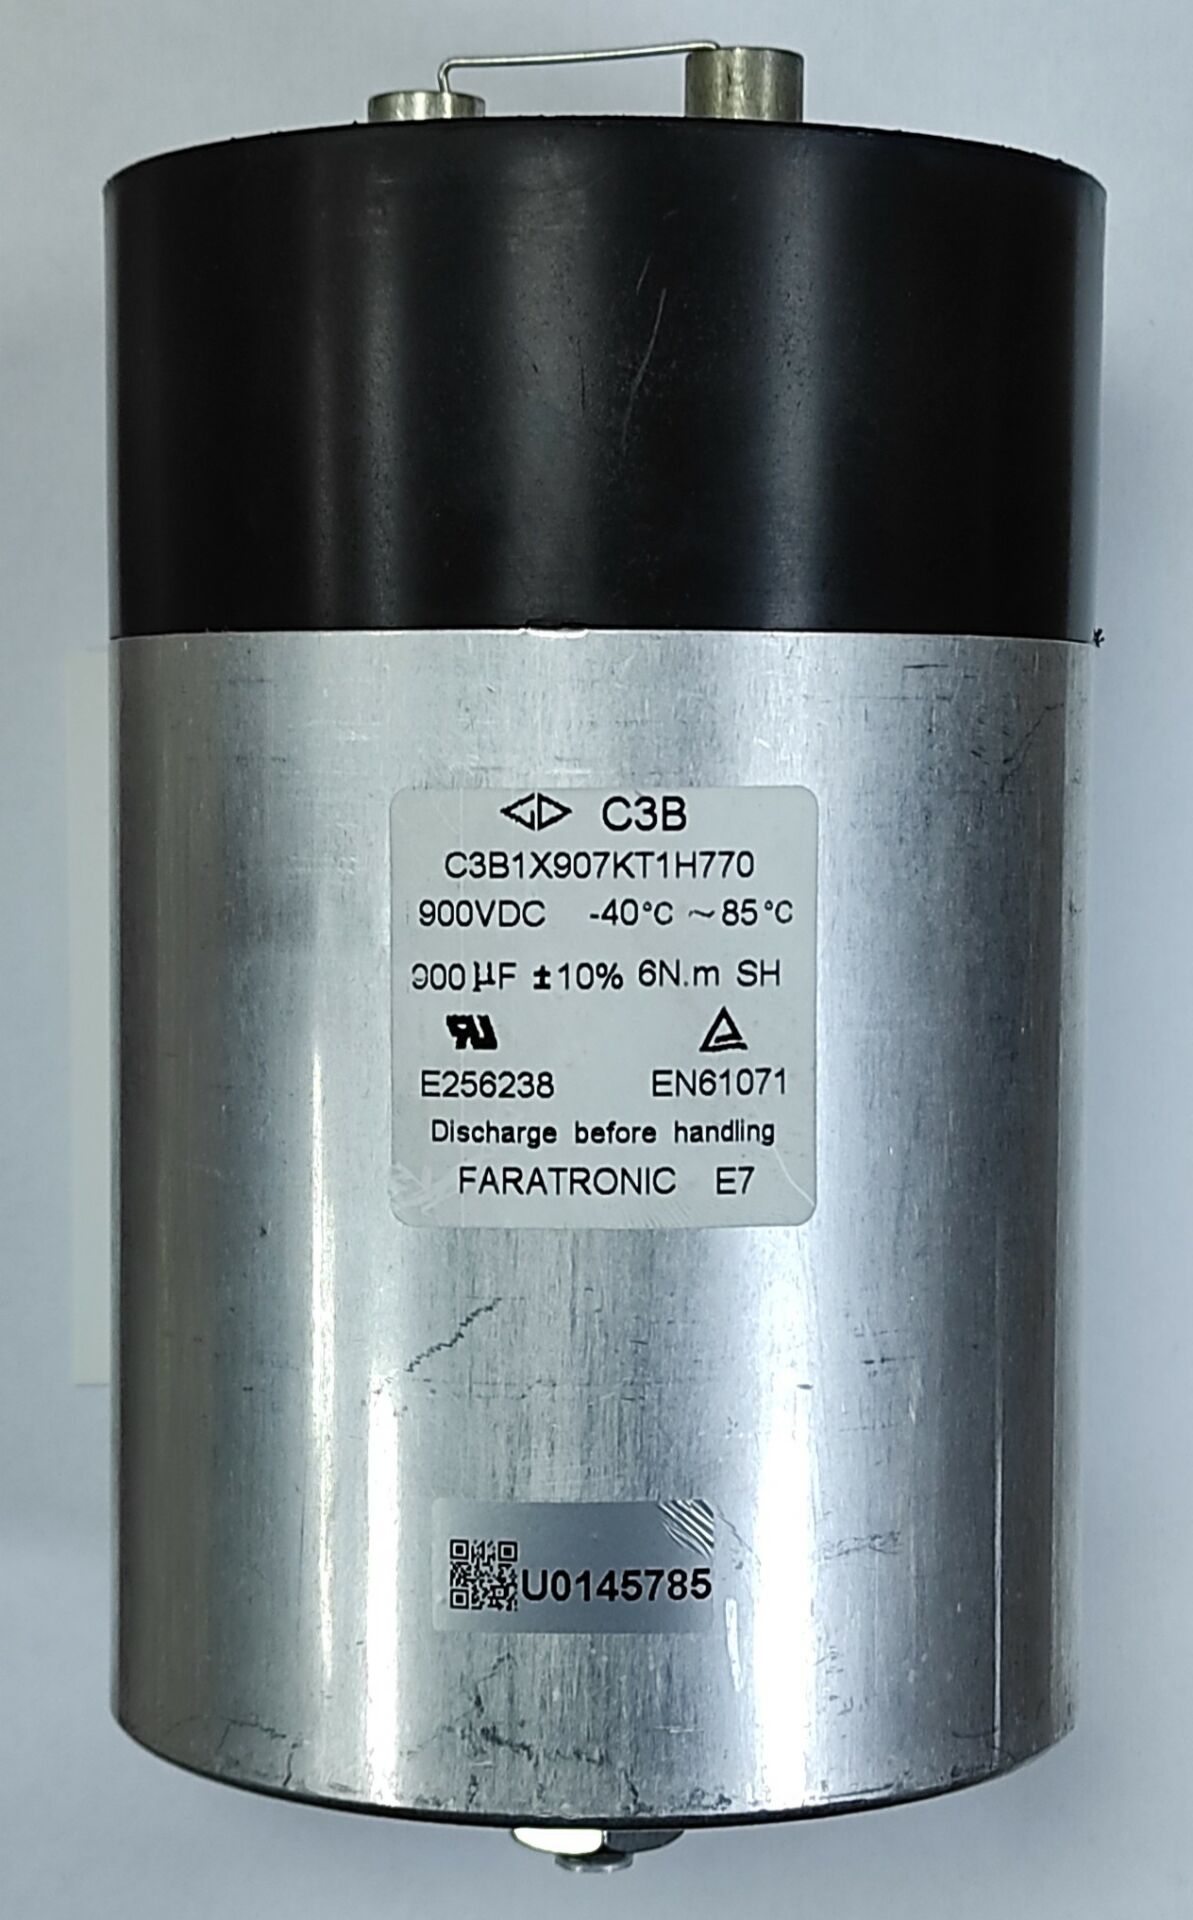 C3B
C3B1X907KT1H770
900VDC -40°C ~ 85°C
900µF ±10% 6N.m SH
E256238 EN61071
Discharge before handling
FARATRONIC E7
U0145785